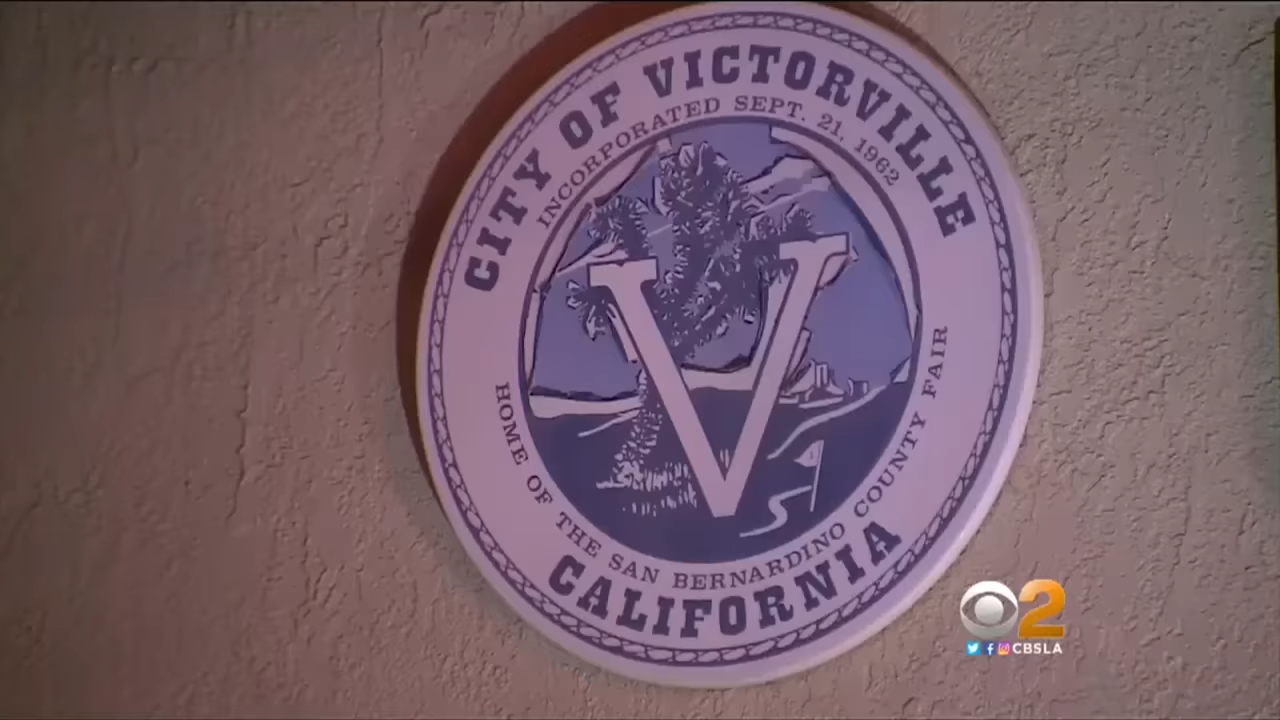 CITY OF VICTORVILLE
INCORPORATED SEPT. 21, 1962
V
HOME OF THE SAN BERNARDINO COUNTY FAIR
CALIFORNIA
2
CBSLA